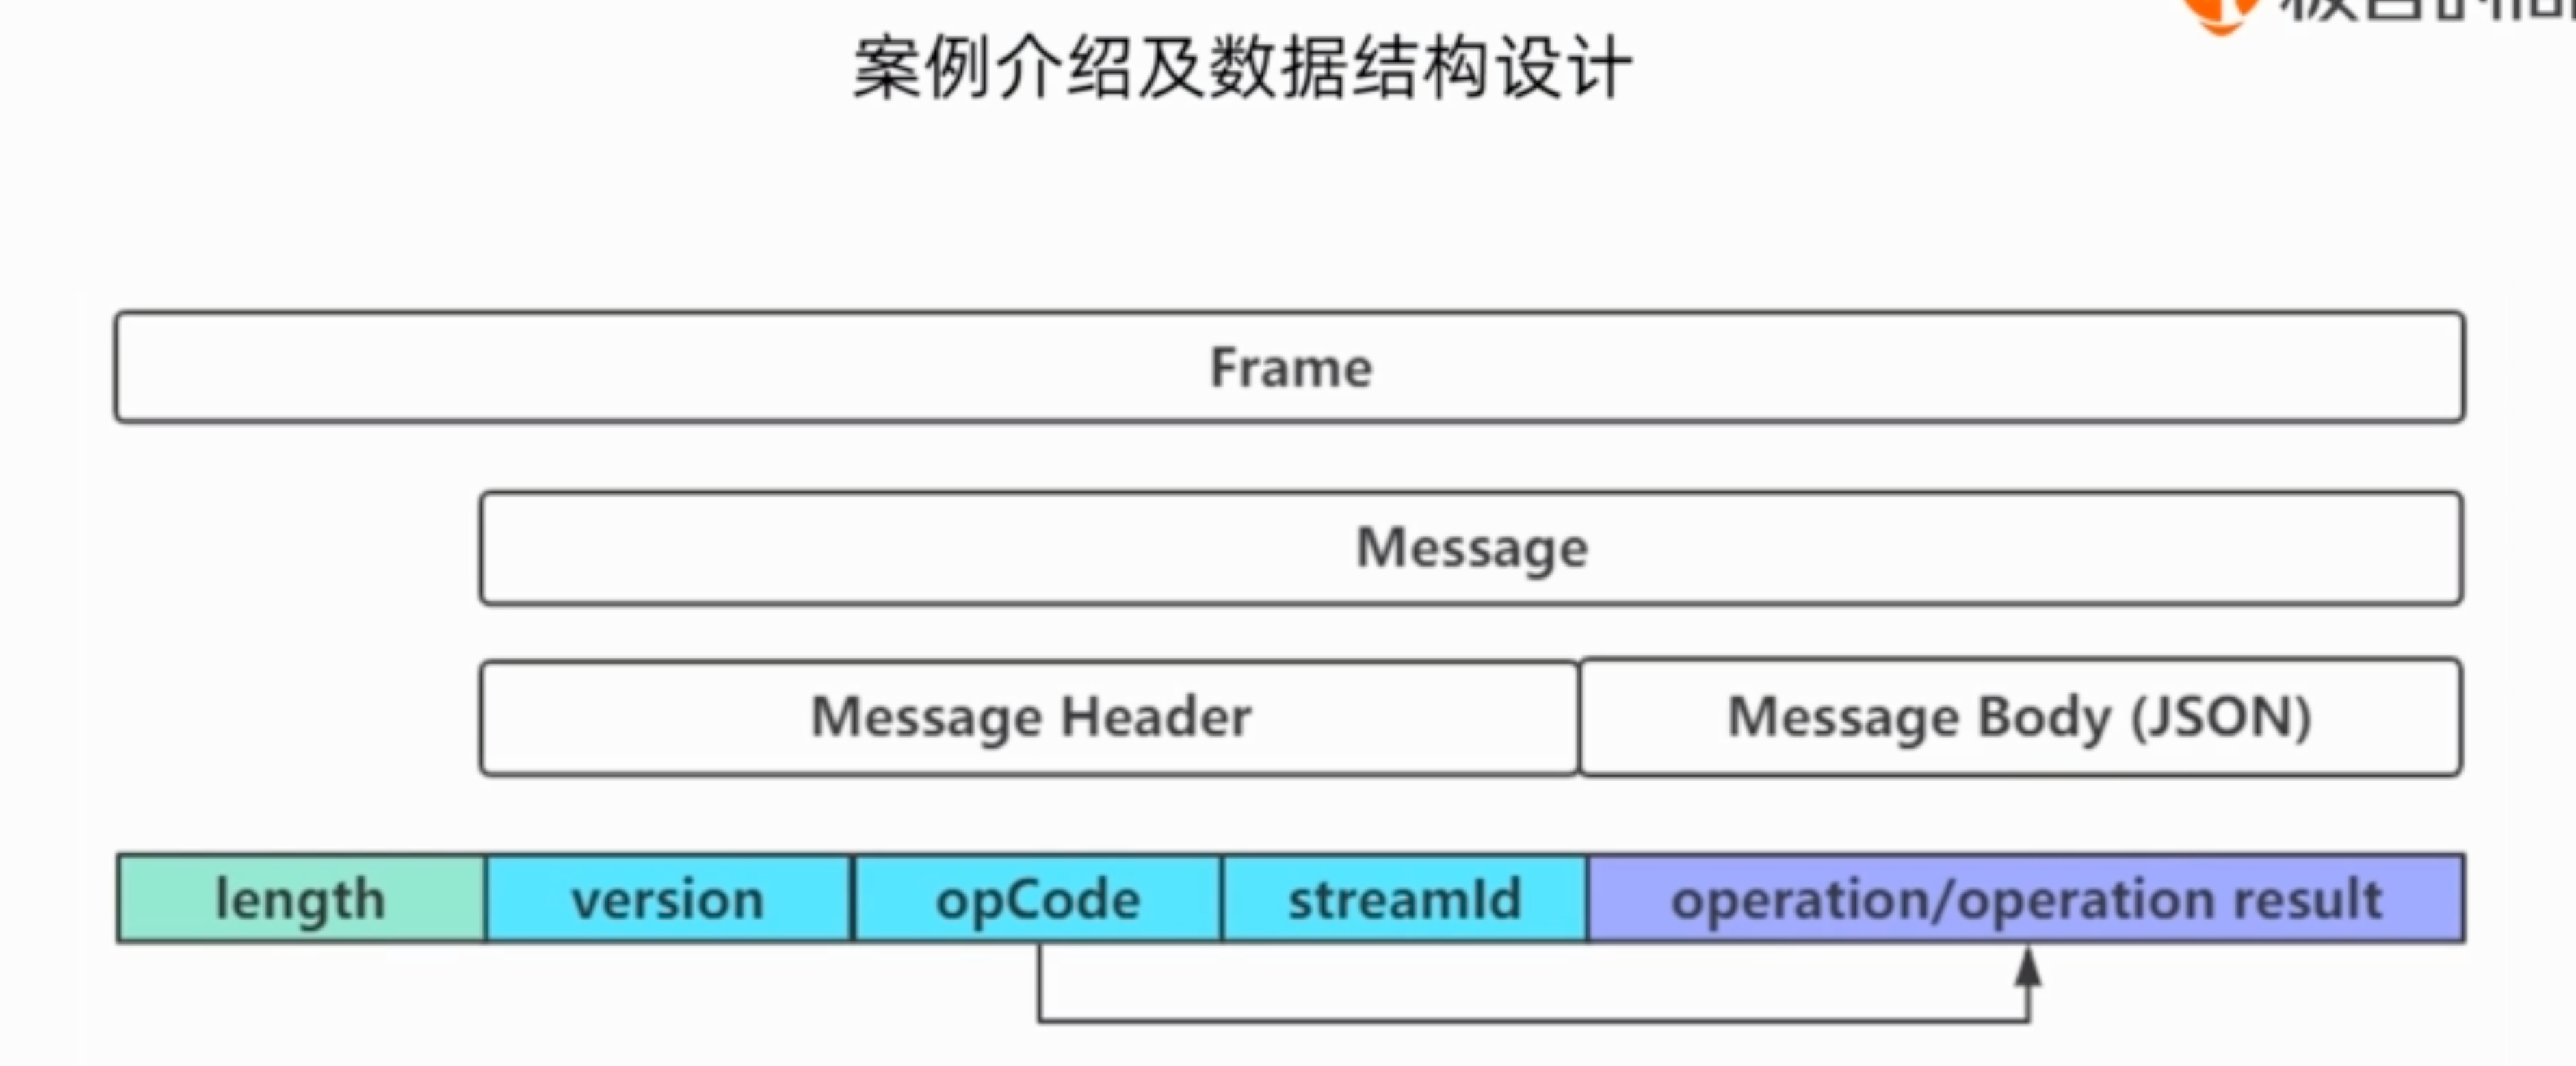 案例介绍及数据结构设计
Frame
Message
Message Header
Message Body (JSON)
length
version
opCode
streamId
operation/operation result